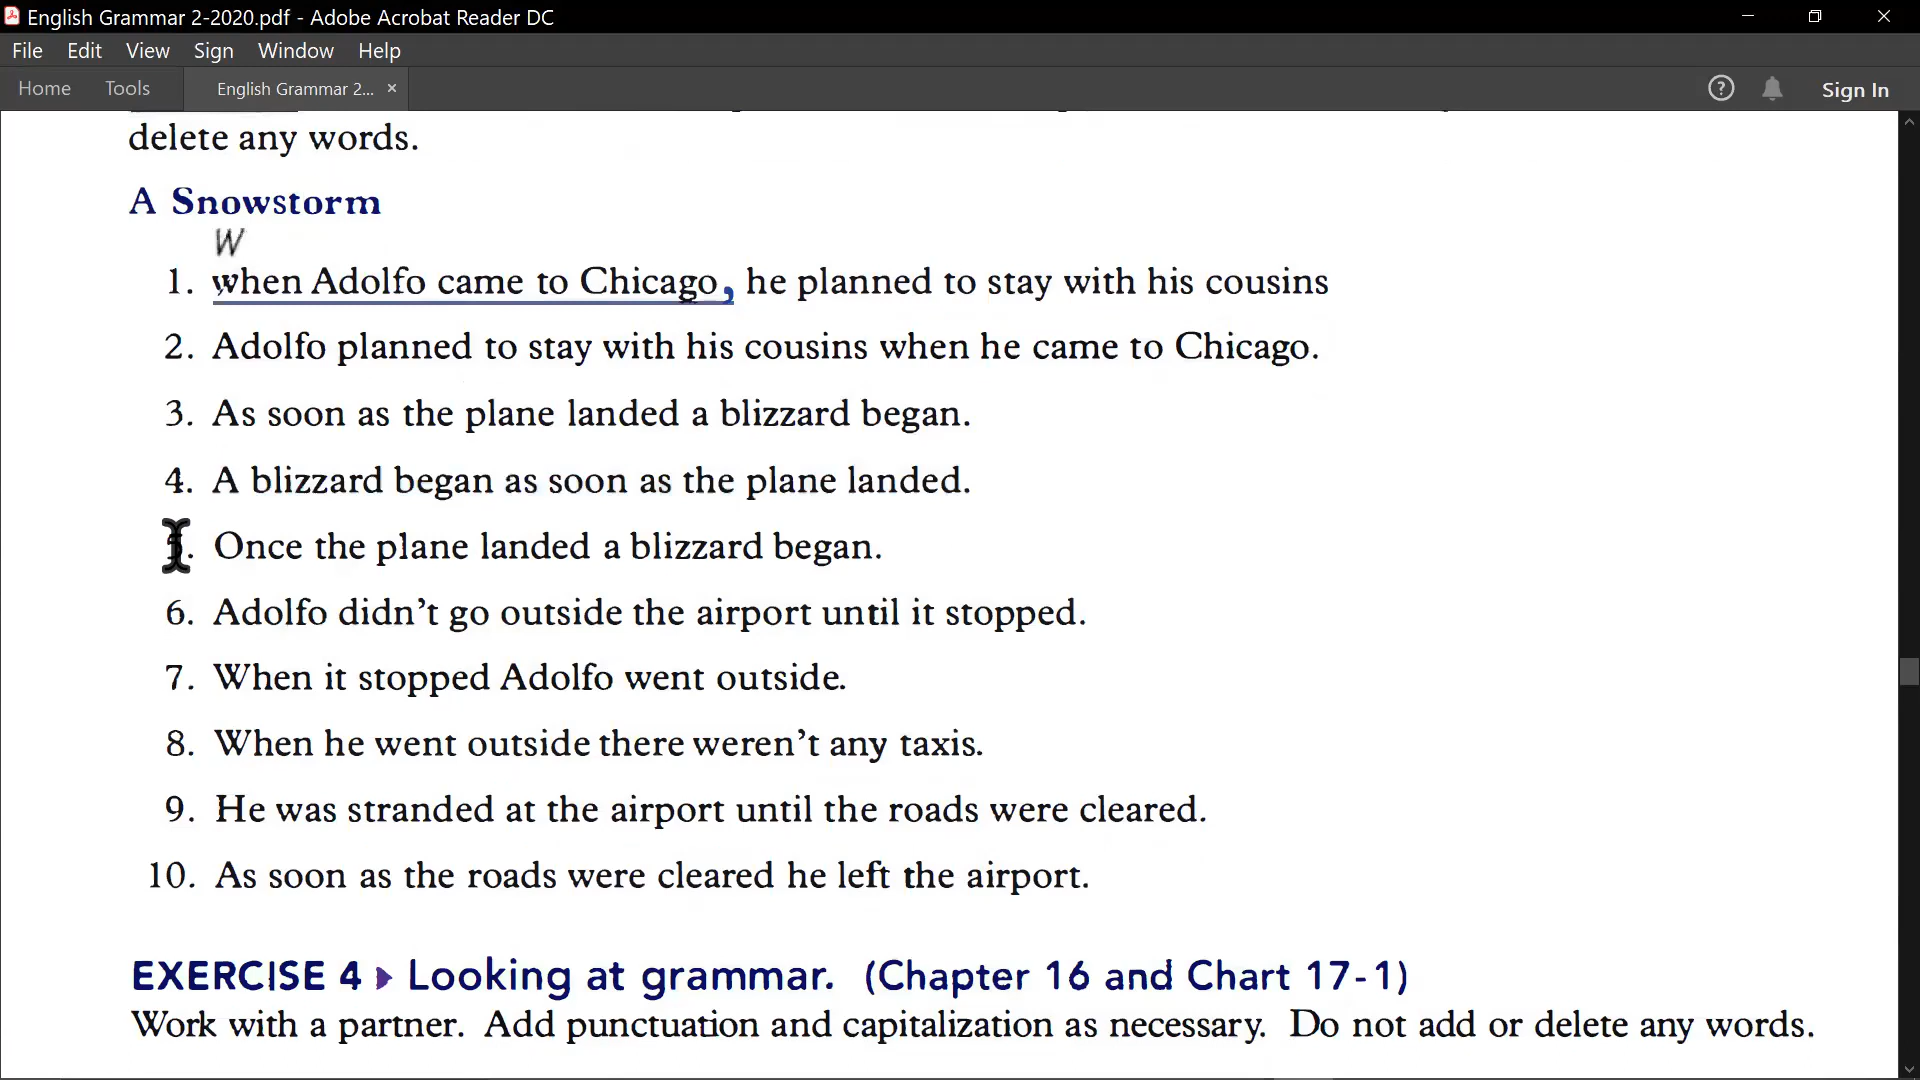 English Grammar 2-2020.pdf - Adobe Acrobat Reader DC
File Edit View Sign Window Help
Home Tools English Grammar 2... × ? Sign In
delete any words.
A Snowstorm
W
1. when Adolfo came to Chicago, he planned to stay with his cousins
2. Adolfo planned to stay with his cousins when he came to Chicago.
3. As soon as the plane landed a blizzard began.
4. A blizzard began as soon as the plane landed.
5. Once the plane landed a blizzard began.
6. Adolfo didn't go outside the airport until it stopped.
7. When it stopped Adolfo went outside.
8. When he went outside there weren't any taxis.
9. He was stranded at the airport until the roads were cleared.
10. As soon as the roads were cleared he left the airport.
EXERCISE 4 ▸ Looking at grammar. (Chapter 16 and Chart 17-1)
Work with a partner. Add punctuation and capitalization as necessary. Do not add or delete any words.